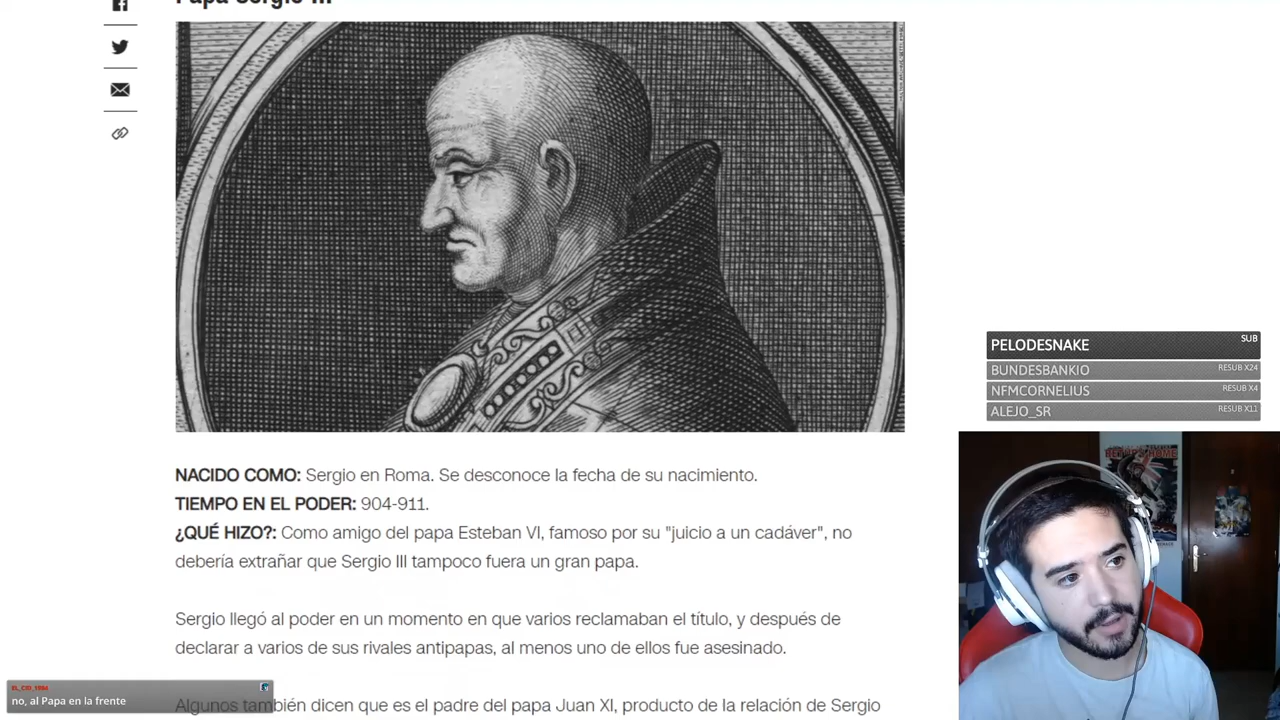 Papa Sergio III
NACIDO COMO: Sergio en Roma. Se desconoce la fecha de su nacimiento.
TIEMPO EN EL PODER: 904-911.
¿QUÉ HIZO?: Como amigo del papa Esteban VI, famoso por su "juicio a un cadáver", no
debería extrañar que Sergio III tampoco fuera un gran papa.
Sergio llegó al poder en un momento en que varios reclamaban el título, y después de
declarar a varios de sus rivales antipapas, al menos uno de ellos fue asesinado.
Algunos también dicen que es el padre del papa Juan XI, producto de la relación de Sergio
EL_CID_1984
no, al Papa en la frente
PELODESNAKE SUB
BUNDESBANKIO RESUB X24
NFMCORNELIUS RESUB X4
ALEJO_SR RESUB X11